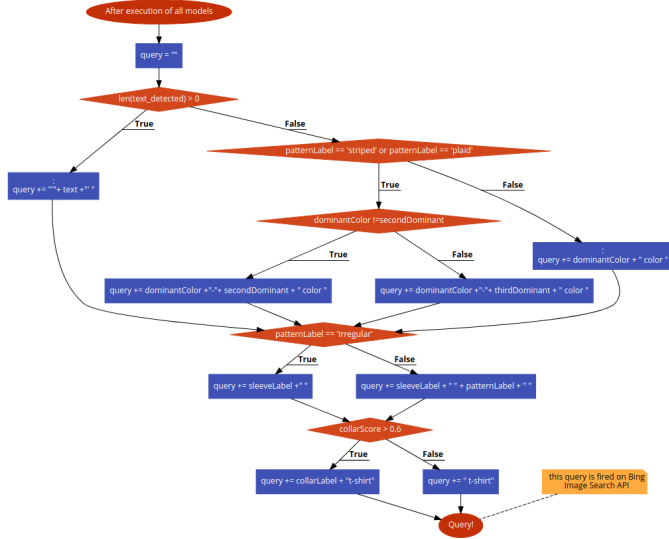 After execution of all models
query = ""
len(text_detected) > 0
True
False
patternLabel == 'striped' or patternLabel == 'plaid'
:
query += "'"+ text +"' "
True
False
dominantColor !=secondDominant
:
query += dominantColor + " color "
True
False
query += dominantColor +"-"+ secondDominant + " color "
query += dominantColor +"-"+ thirdDominant + " color "
patternLabel == 'irregular'
True
False
query += sleeveLabel +" "
query += sleeveLabel + " " + patternLabel + " "
collarScore > 0.6
True
False
query += collarLabel + "t-shirt"
query += " t-shirt"
this query is fired on Bing
Image Search API
Query!